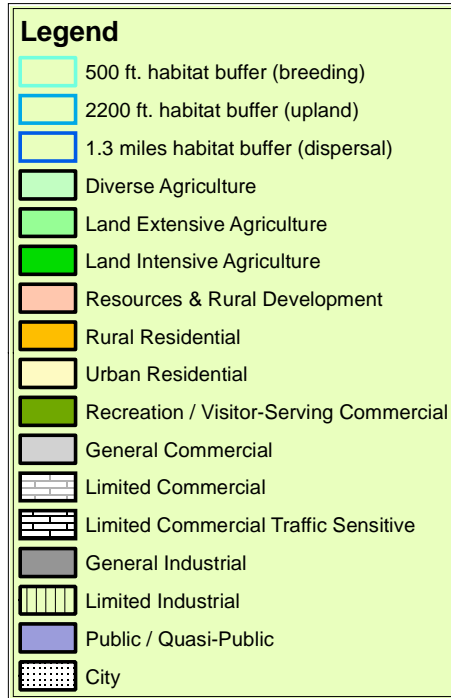 Legend
500 ft. habitat buffer (breeding)
2200 ft. habitat buffer (upland)
1.3 miles habitat buffer (dispersal)
Diverse Agriculture
Land Extensive Agriculture
Land Intensive Agriculture
Resources & Rural Development
Rural Residential
Urban Residential
Recreation / Visitor-Serving Commercial
General Commercial
Limited Commercial
Limited Commercial Traffic Sensitive
General Industrial
Limited Industrial
Public / Quasi-Public
City